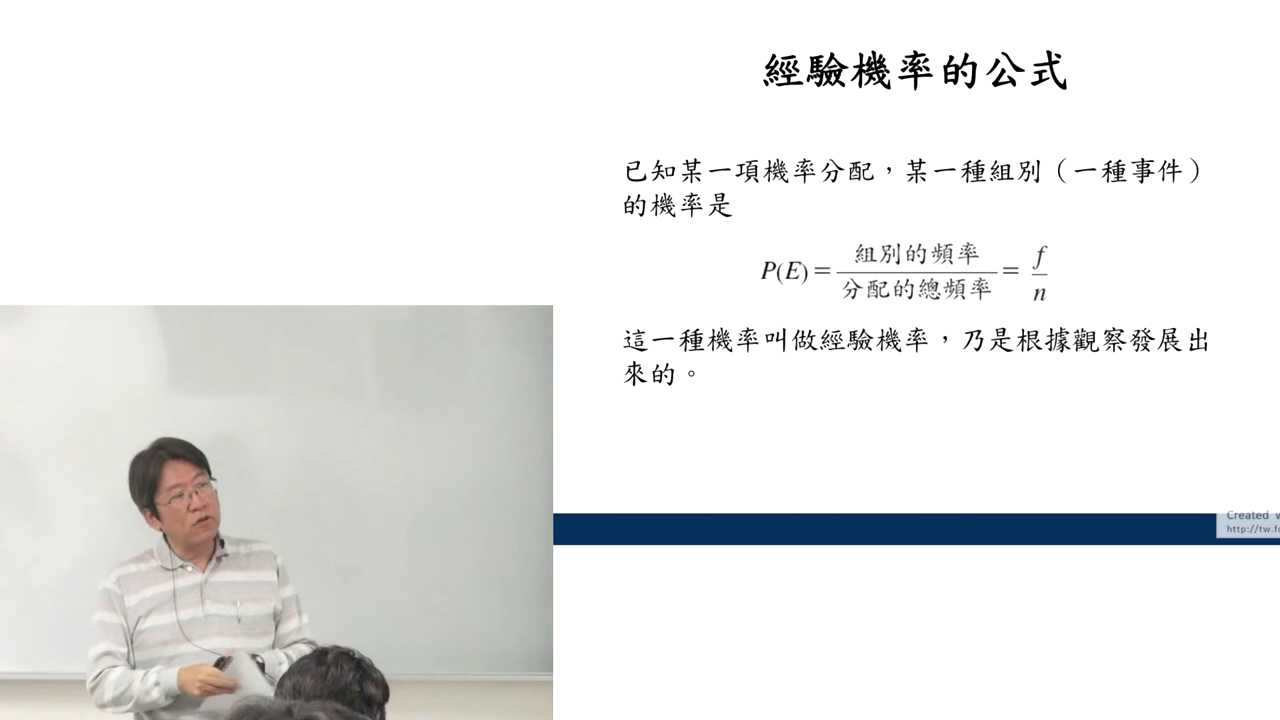 經驗機率的公式
已知某一項機率分配，某一種組別（一種事件）
的機率是
P(E) = 組別的頻率 / 分配的總頻率 = f / n
這一種機率叫做經驗機率，乃是根據觀察發展出
來的。
Created
http://tw.f